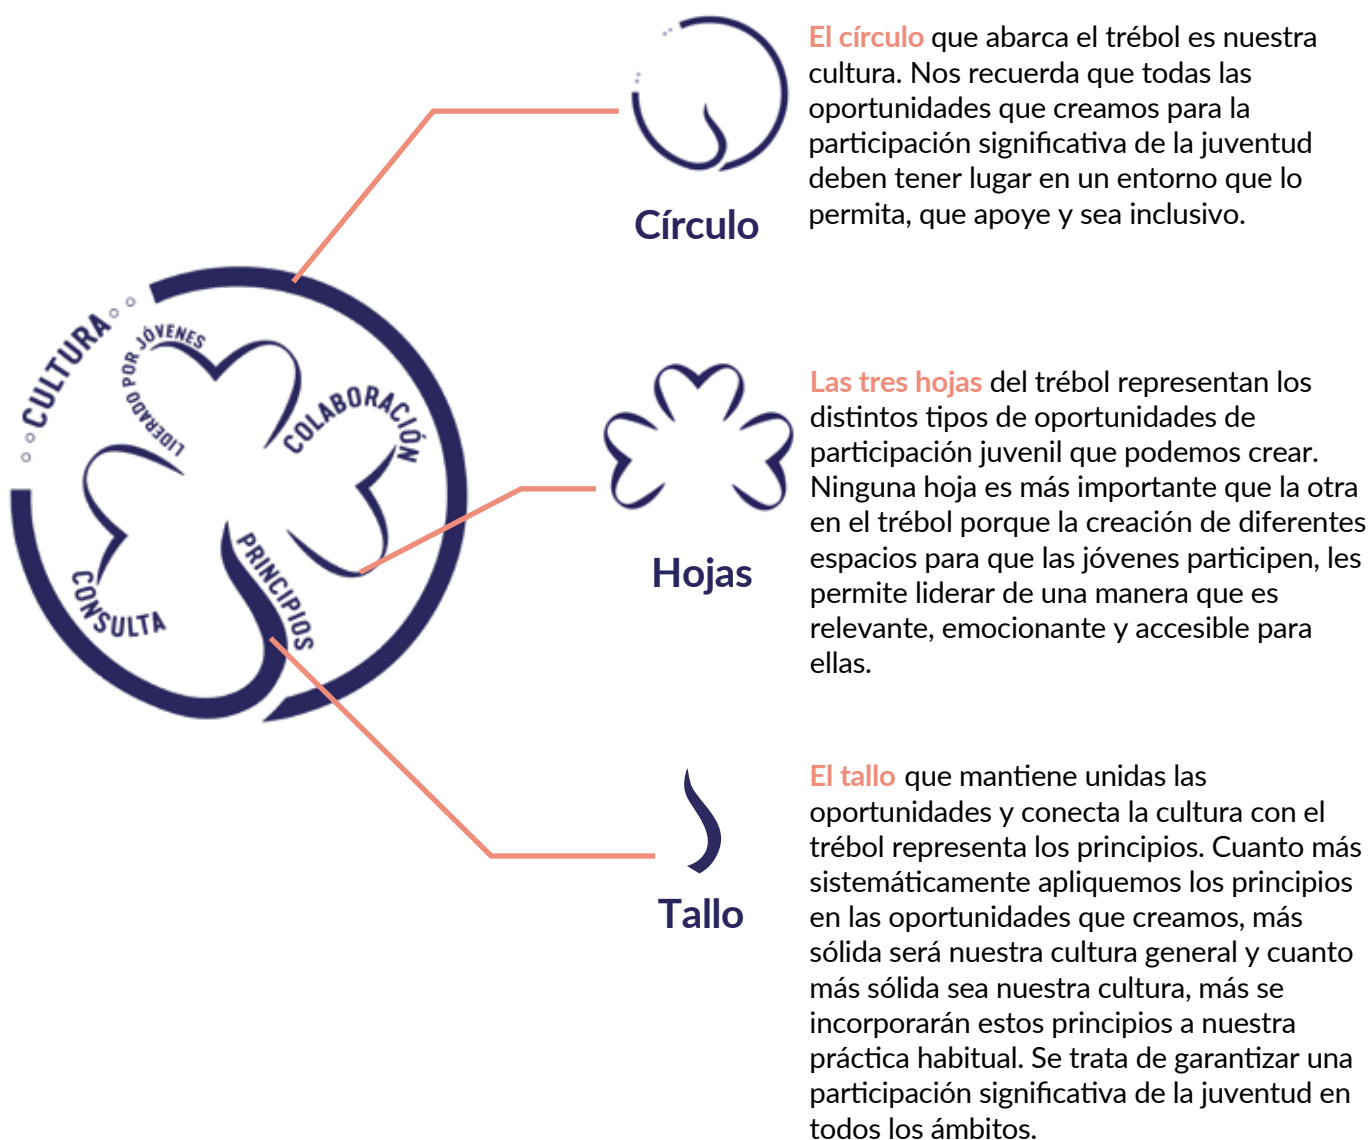 El círculo que abarca el trébol es nuestra
cultura. Nos recuerda que todas las
oportunidades que creamos para la
participación significativa de la juventud
deben tener lugar en un entorno que lo
permita, que apoye y sea inclusivo.
Círculo
CULTURA
LIDERADO POR JÓVENES
COLABORACIÓN
CONSULTA
PRINCIPIOS
Las tres hojas del trébol representan los
distintos tipos de oportunidades de
participación juvenil que podemos crear.
Ninguna hoja es más importante que la otra
en el trébol porque la creación de diferentes
espacios para que las jóvenes participen, les
permite liderar de una manera que es
relevante, emocionante y accesible para
ellas.
Hojas
El tallo que mantiene unidas las
oportunidades y conecta la cultura con el
trébol representa los principios. Cuanto más
sistemáticamente apliquemos los principios
en las oportunidades que creamos, más
sólida será nuestra cultura general y cuanto
más sólida sea nuestra cultura, más se
incorporarán estos principios a nuestra
práctica habitual. Se trata de garantizar una
participación significativa de la juventud en
todos los ámbitos.
Tallo